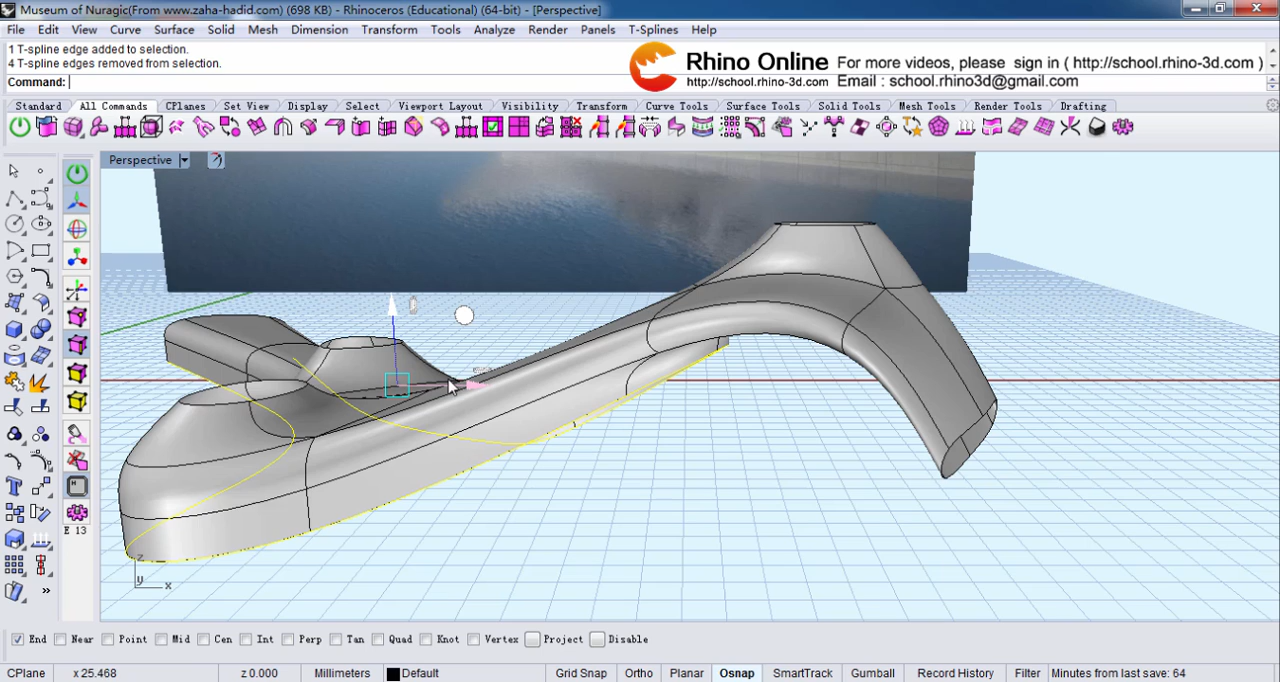 Museum of Nuragic(From www.zaha-hadid.com) (698 KB) - Rhinoceros (Educational) (64-bit) - [Perspective]
File Edit View Curve Surface Solid Mesh Dimension Transform Tools Analyze Render Panels T-Splines Help
1 T-spline edge added to selection.
4 T-spline edges removed from selection.
Command:
Rhino Online For more videos, please sign in ( http://school.rhino-3d.com )
http://school.rhino-3d.com Email : school.rhino3d@gmail.com
Standard All Commands CPlanes Set View Display Select Viewport Layout Visibility Transform Curve Tools Surface Tools Solid Tools Mesh Tools Render Tools Drafting
Perspective
E 13
z
y x
End Near Point Mid Cen Int Perp Tan Quad Knot Vertex Project Disable
CPlane x 25.468 z 0.000 Millimeters Default Grid Snap Ortho Planar Osnap SmartTrack Gumball Record History Filter Minutes from last save: 64